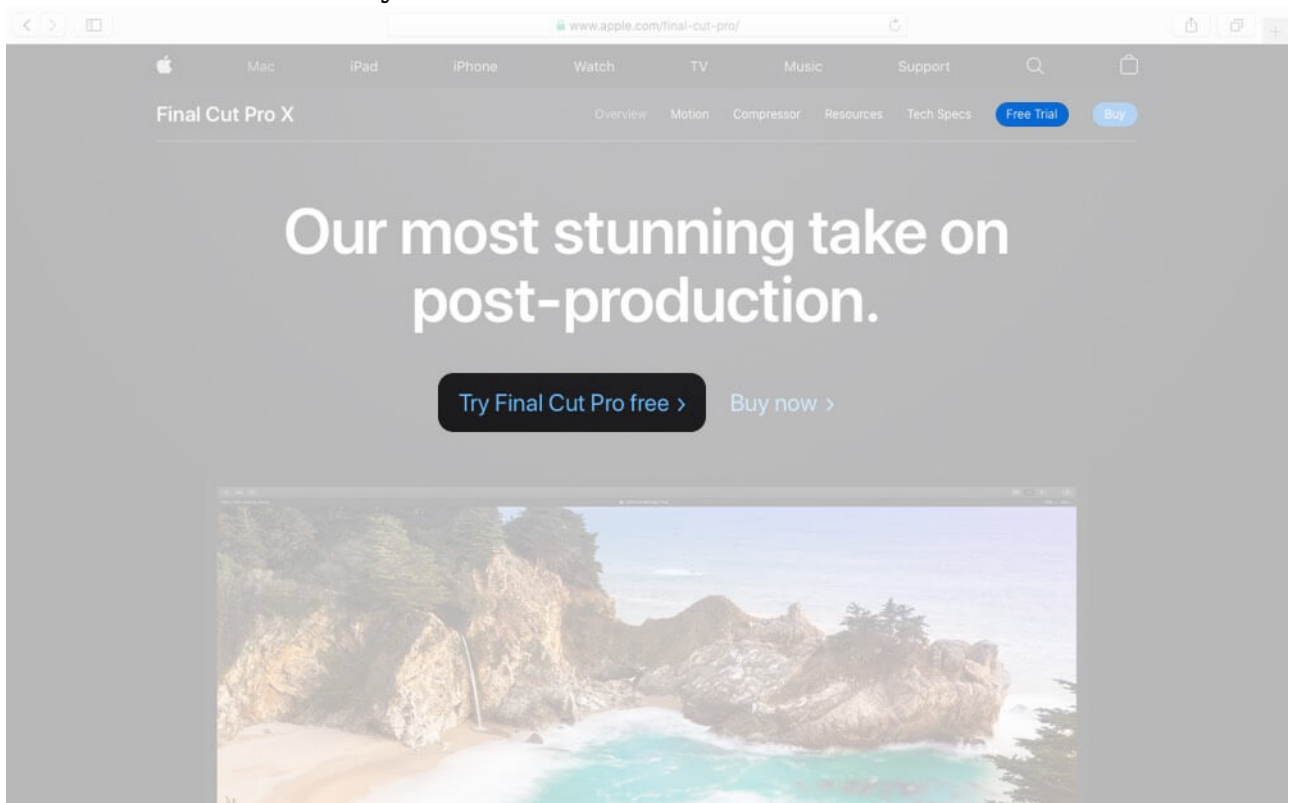 www.apple.com/final-cut-pro/
Mac iPad iPhone Watch TV Music Support
Final Cut Pro X Overview Motion Compressor Resources Tech Specs Free Trial Buy
Our most stunning take on
post-production.
Try Final Cut Pro free > Buy now >